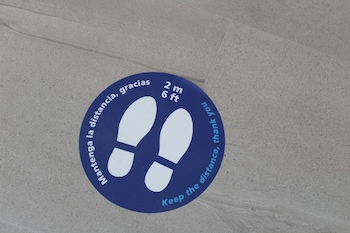 Mantenga la distancia, gracias
2 m
6 ft
Keep the distance, thank you